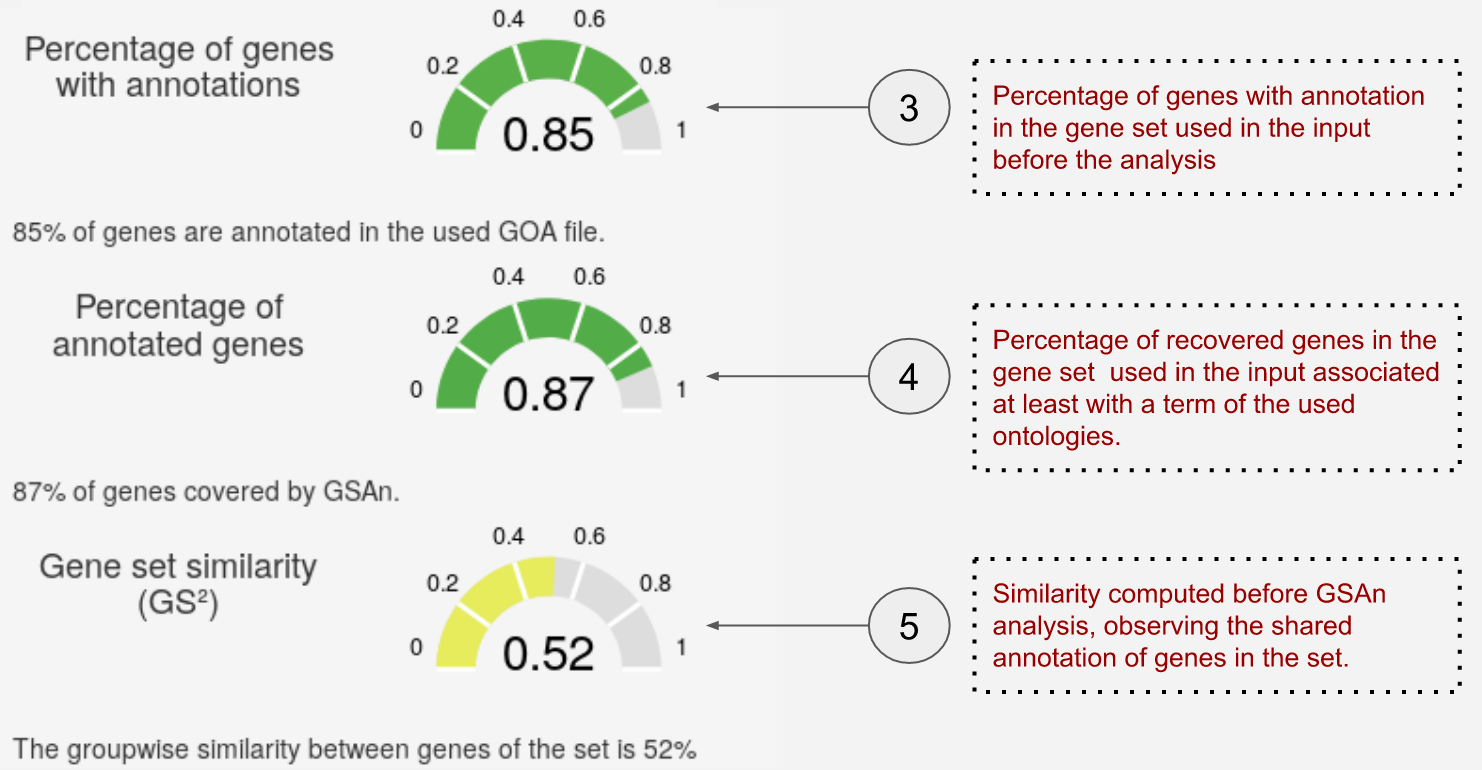 Percentage of genes
with annotations
0
0.2
0.4
0.6
0.8
1
0.85
3
Percentage of genes with annotation
in the gene set used in the input
before the analysis
85% of genes are annotated in the used GOA file.
Percentage of
annotated genes
0
0.2
0.4
0.6
0.8
1
0.87
4
Percentage of recovered genes in the
gene set  used in the input associated
at least with a term of the used
ontologies.
87% of genes covered by GSAn.
Gene set similarity
(GS²)
0
0.2
0.4
0.6
0.8
1
0.52
5
Similarity computed before GSAn
analysis, observing the shared
annotation of genes in the set.
The groupwise similarity between genes of the set is 52%